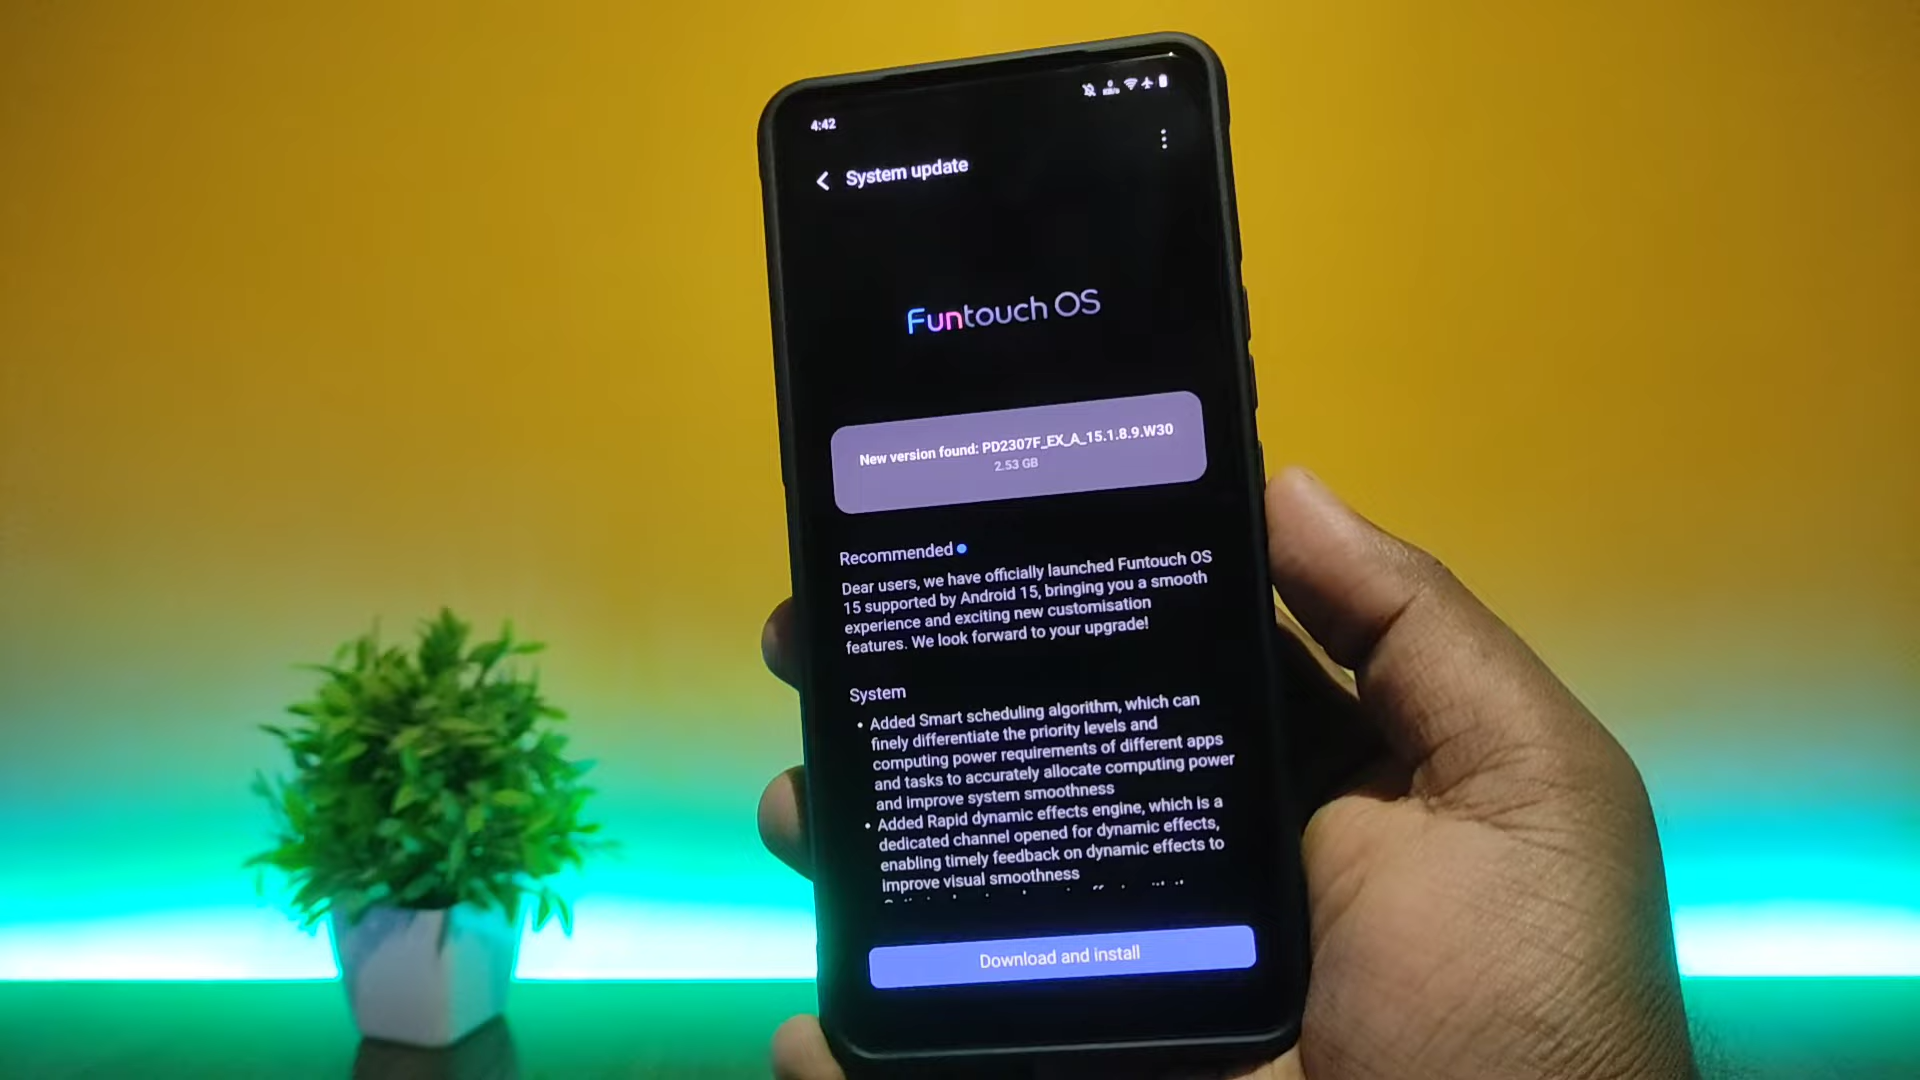 4:42
System update
Funtouch OS
New version found: PD2307F_EX_A_15.1.8.9.W30
2.53 GB
Recommended
Dear users, we have officially launched Funtouch OS
15 supported by Android 15, bringing you a smooth
experience and exciting new customisation
features. We look forward to your upgrade!
System
• Added Smart scheduling algorithm, which can
finely differentiate the priority levels and
computing power requirements of different apps
and tasks to accurately allocate computing power
and improve system smoothness
• Added Rapid dynamic effects engine, which is a
dedicated channel opened for dynamic effects,
enabling timely feedback on dynamic effects to
improve visual smoothness
Download and install